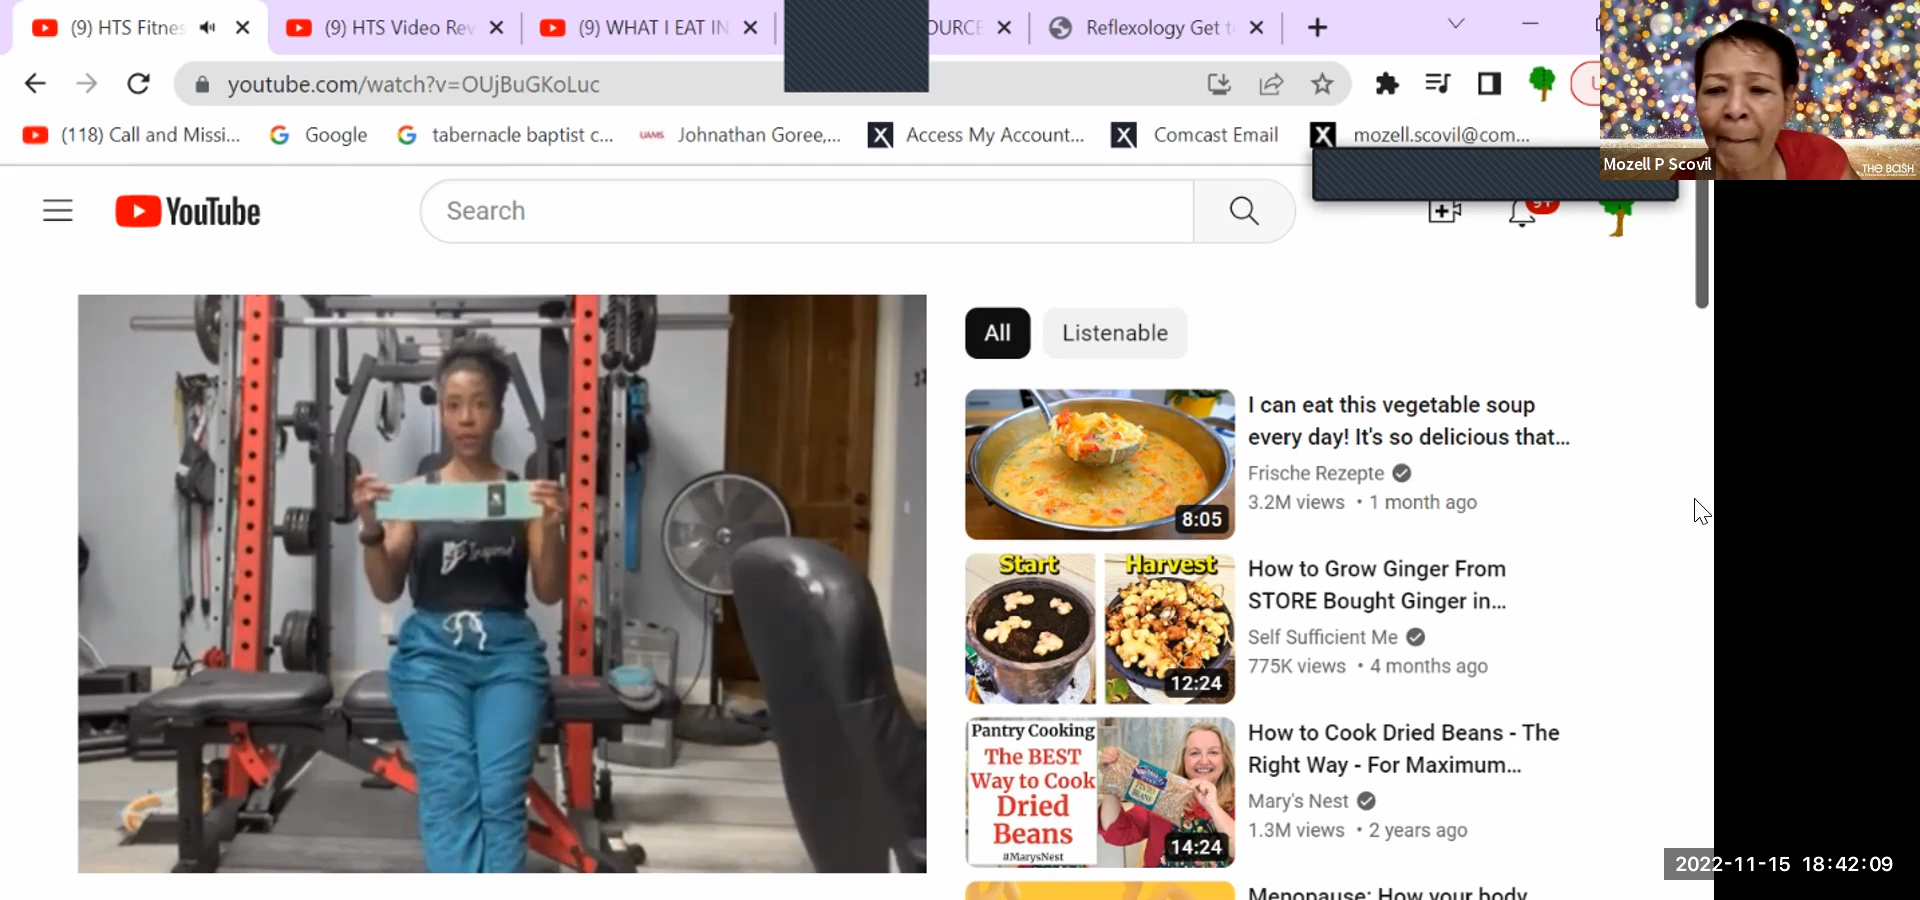 (9) HTS Fitnes
(9) HTS Video Rev
(9) WHAT I EAT IN
OURCE
Reflexology Get t
youtube.com/watch?v=OUjBuGKoLuc
(118) Call and Missi...
Google
tabernacle baptist c...
UAMS
Johnathan Goree,...
X
Access My Account...
X
Comcast Email
X
mozell.scovil@com...
Mozell P Scovil
THE BASH
YouTube
Search
9+
All
Listenable
I can eat this vegetable soup
every day! It's so delicious that...
Frische Rezepte
3.2M views • 1 month ago
8:05
Start
Harvest
12:24
How to Grow Ginger From
STORE Bought Ginger in...
Self Sufficient Me
775K views • 4 months ago
Pantry Cooking
The BEST
Way to Cook
Dried
Beans
#MarysNest
14:24
How to Cook Dried Beans - The
Right Way - For Maximum...
Mary's Nest
1.3M views • 2 years ago
Menopause: How your body
2022-11-15 18:42:09